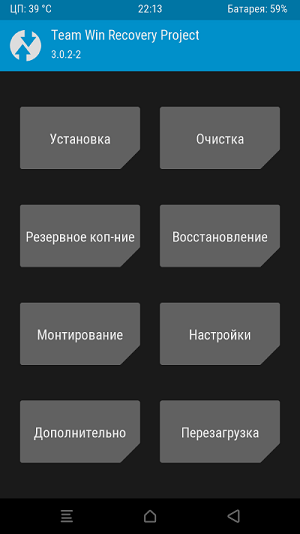 ЦП: 39 °C 22:13 Батарея: 59%
Team Win Recovery Project
3.0.2-2
Установка Очистка
Резервное коп-ние Восстановление
Монтирование Настройки
Дополнительно Перезагрузка